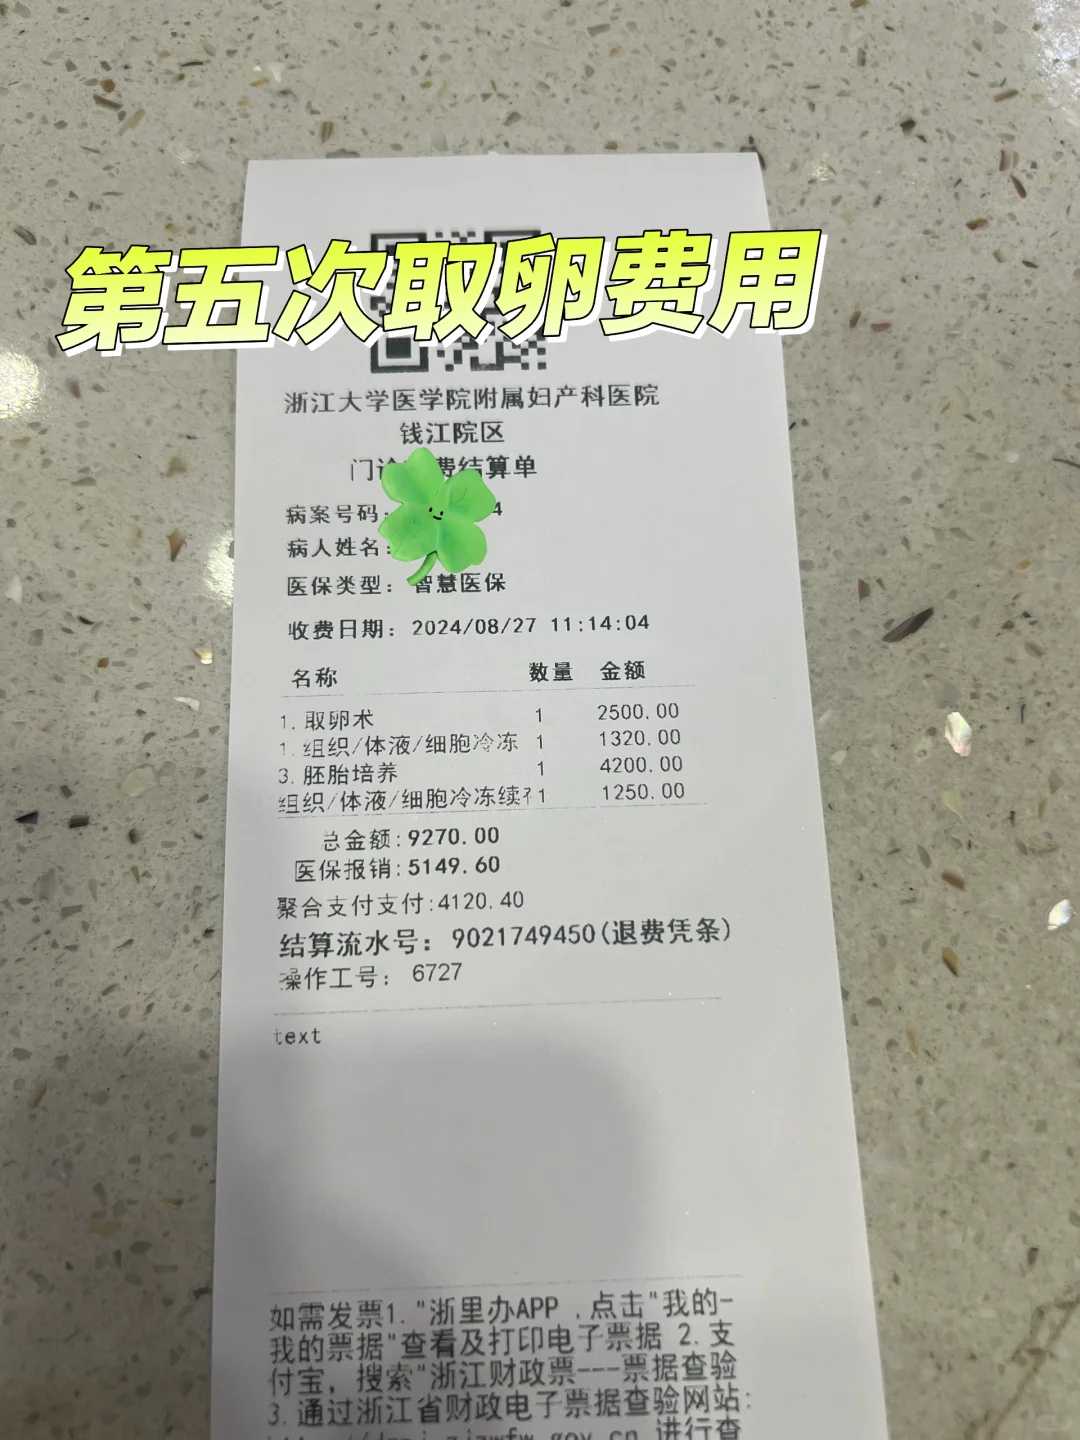 第五次取卵费用
浙江大学医学院附属妇产科医院
钱江院区
门诊 费结算单
病案号码: 4
病人姓名:
医保类型: 智慧医保
收费日期: 2024/08/27 11:14:04
名称 数量 金额
1.取卵术 1 2500.00
1.组织/体液/细胞冷冻 1 1320.00
3.胚胎培养 1 4200.00
组织/体液/细胞冷冻续 1 1250.00
总金额:9270.00
医保报销:5149.60
聚合支付支付:4120.40
结算流水号: 9021749450(退费凭条)
操作工号: 6727
text
如需发票1."浙里办APP ,点击"我的-
我的票据"查看及打印电子票据 2.支
付宝, 搜索"浙江财政票---票据查验
3.通过浙江省财政电子票据查验网站:
zjzwfw.gov.cn 进行查